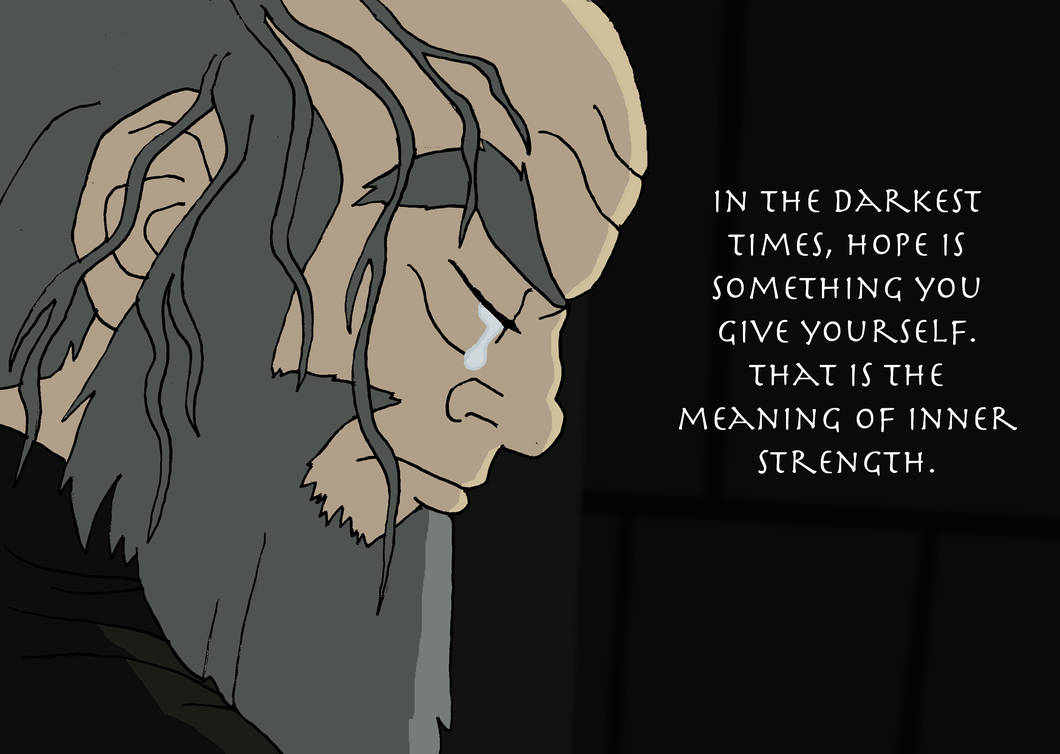 IN THE DARKEST
TIMES, HOPE IS
SOMETHING YOU
GIVE YOURSELF.
THAT IS THE
MEANING OF INNER
STRENGTH.